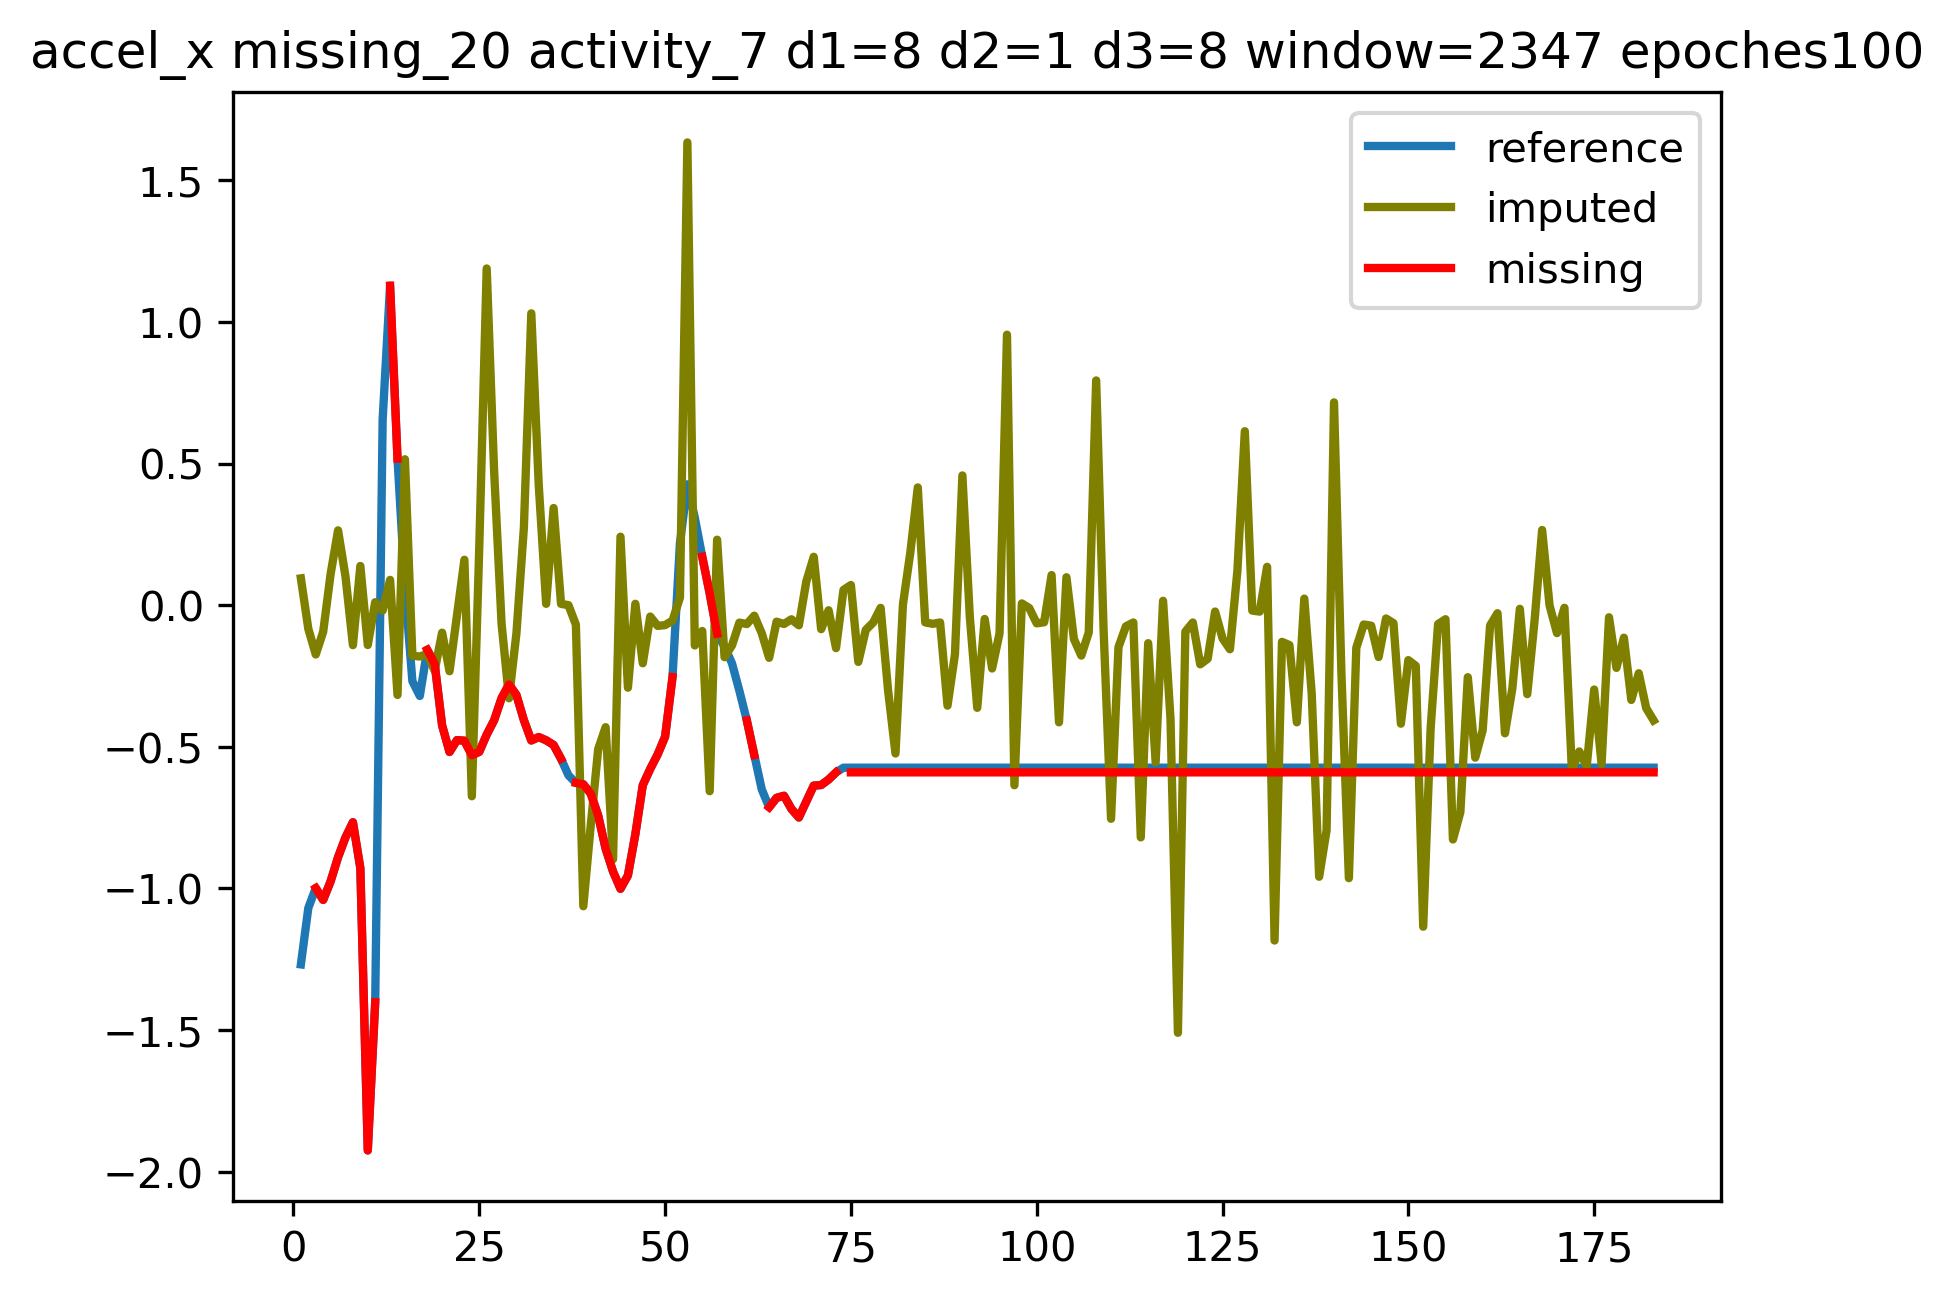 accel_x missing_20 activity_7 d1=8 d2=1 d3=8 window=2347 epoches100
reference
imputed
missing
1.5
1.0
0.5
0.0
−0.5
−1.0
−1.5
−2.0
0 25 50 75 100 125 150 175